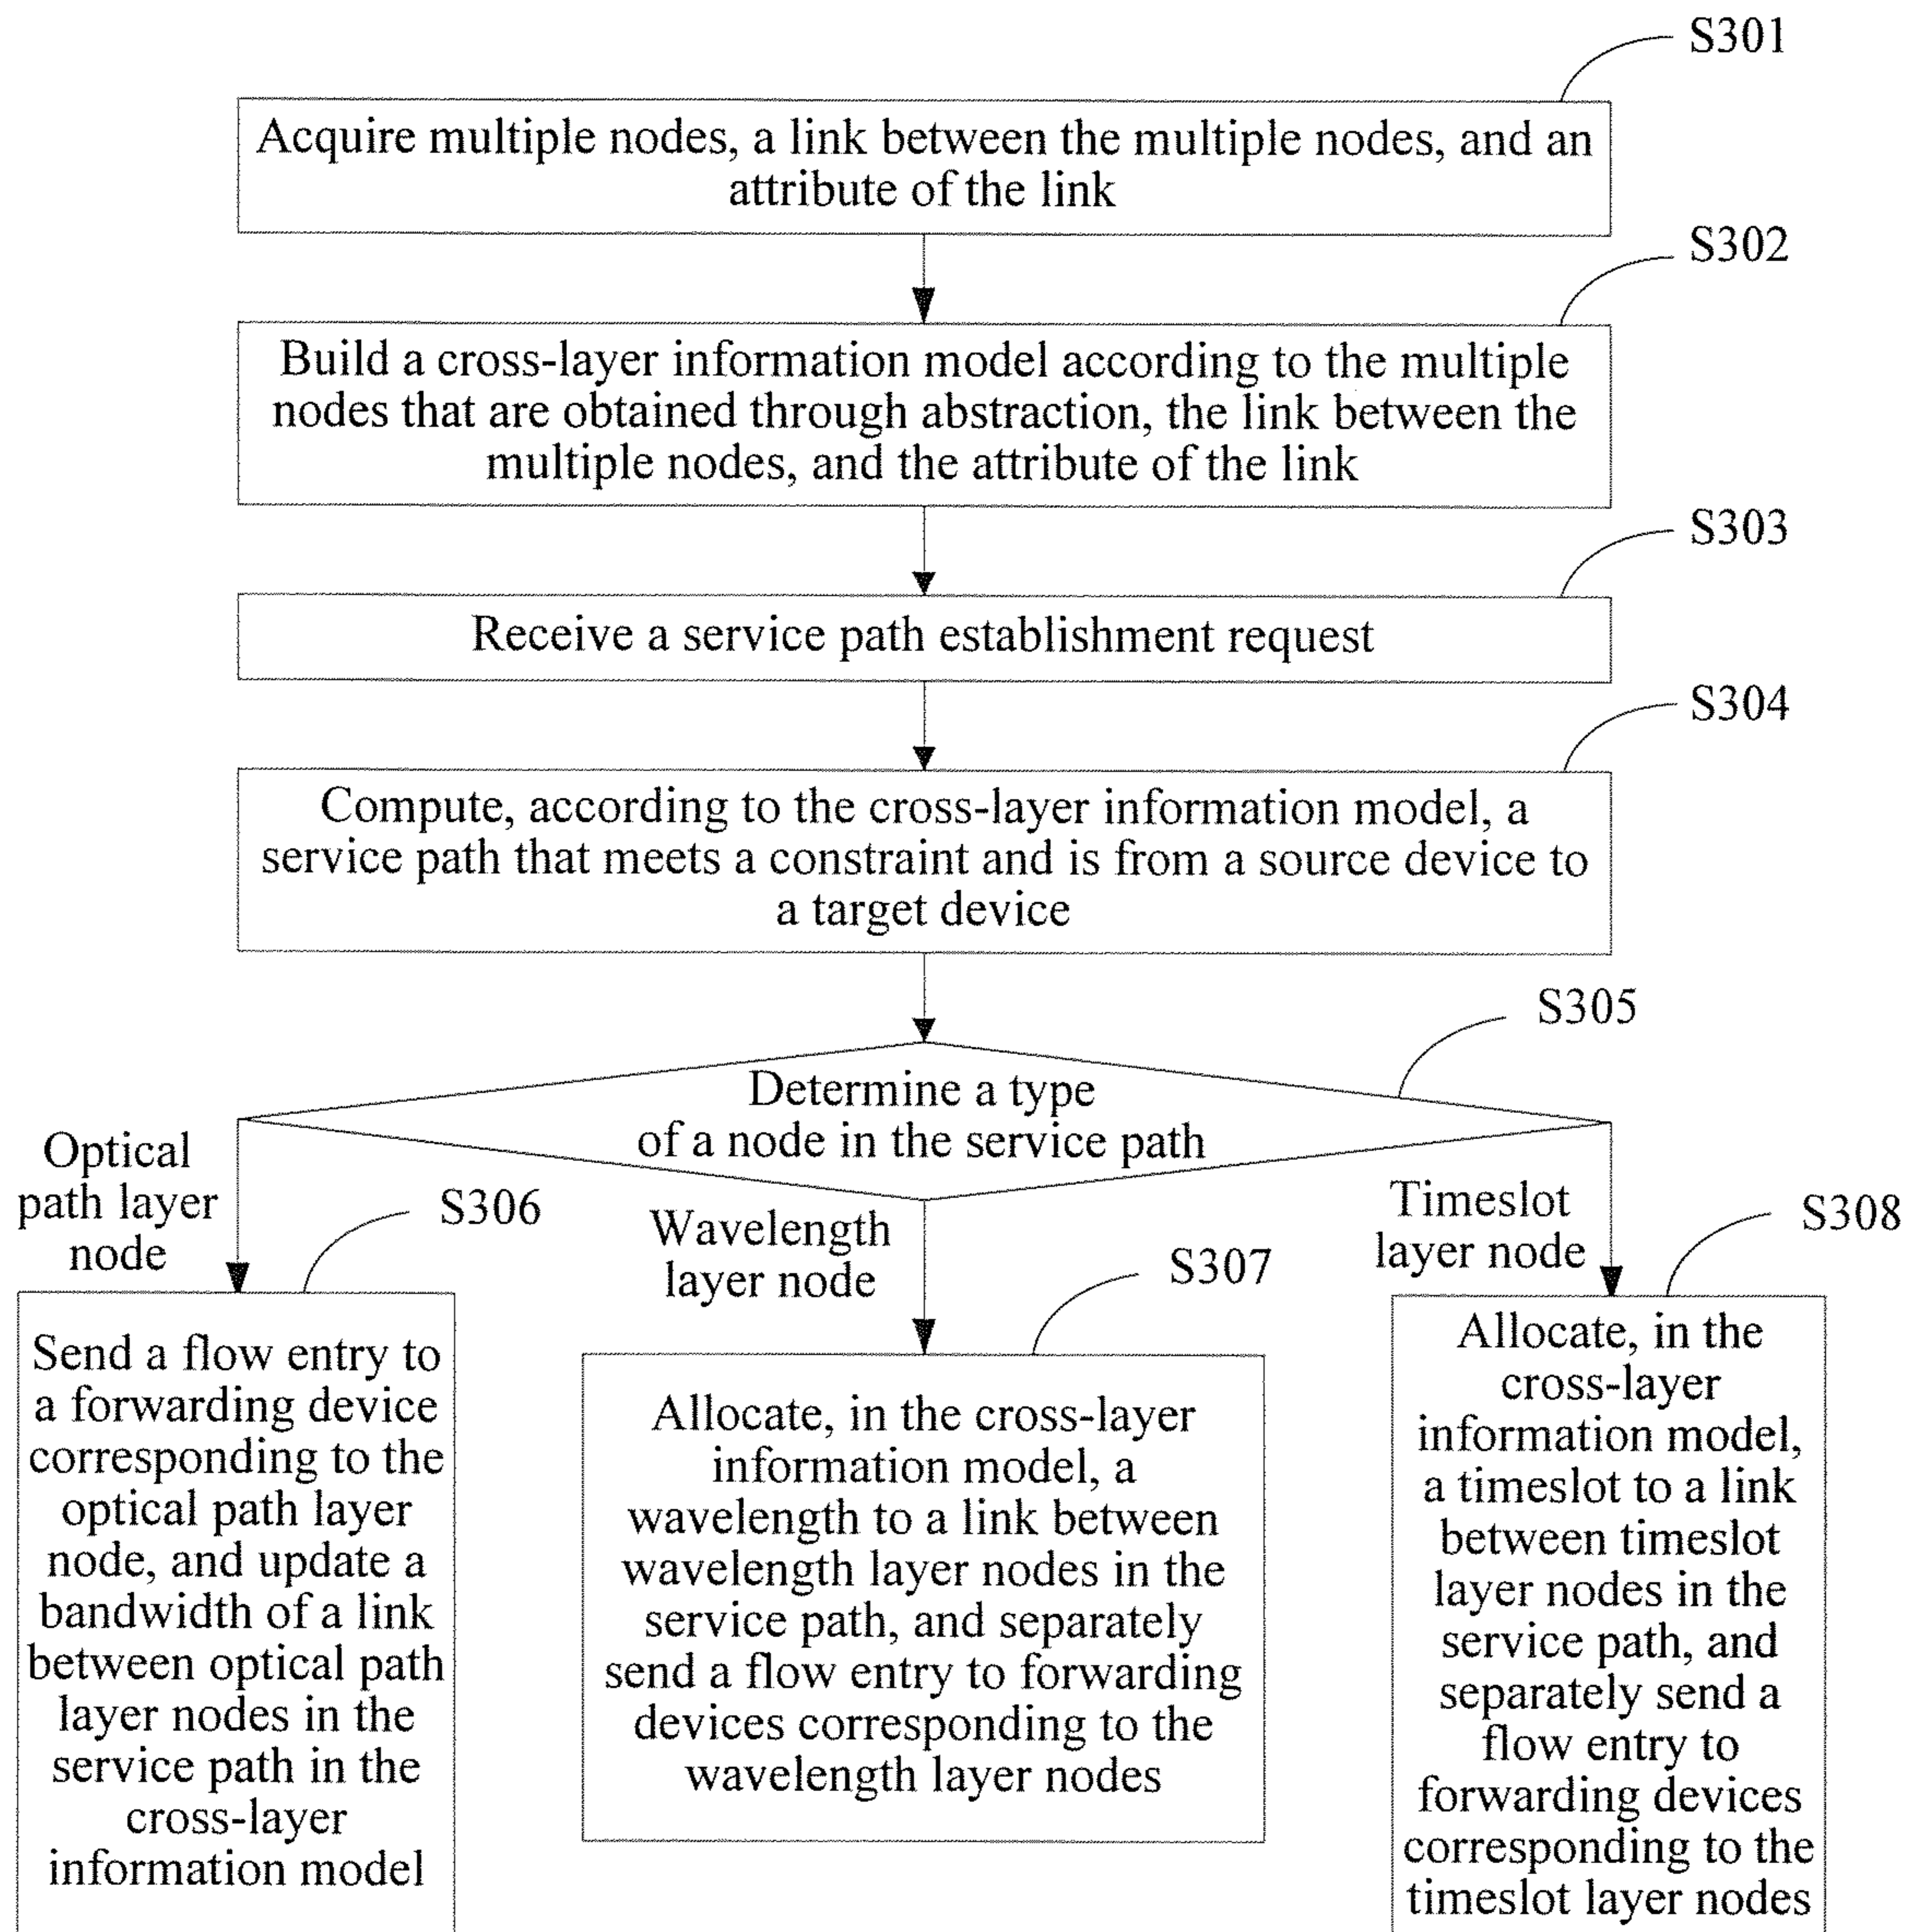 S301
Acquire multiple nodes, a link between the multiple nodes, and an
attribute of the link
S302
Build a cross-layer information model according to the multiple
nodes that are obtained through abstraction, the link between the
multiple nodes, and the attribute of the link
S303
Receive a service path establishment request
S304
Compute, according to the cross-layer information model, a
service path that meets a constraint and is from a source device to
a target device
S305
Determine a type
of a node in the service path
Optical
path layer
node
S306
Send a flow entry to
a forwarding device
corresponding to the
optical path layer
node, and update a
bandwidth of a link
between optical path
layer nodes in the
service path in the
cross-layer
information model
Wavelength
layer node
S307
Allocate, in the cross-layer
information model, a
wavelength to a link between
wavelength layer nodes in the
service path, and separately
send a flow entry to forwarding
devices corresponding to the
wavelength layer nodes
Timeslot
layer node
S308
Allocate, in the
cross-layer
information model,
a timeslot to a link
between timeslot
layer nodes in the
service path, and
separately send a
flow entry to
forwarding devices
corresponding to the
timeslot layer nodes